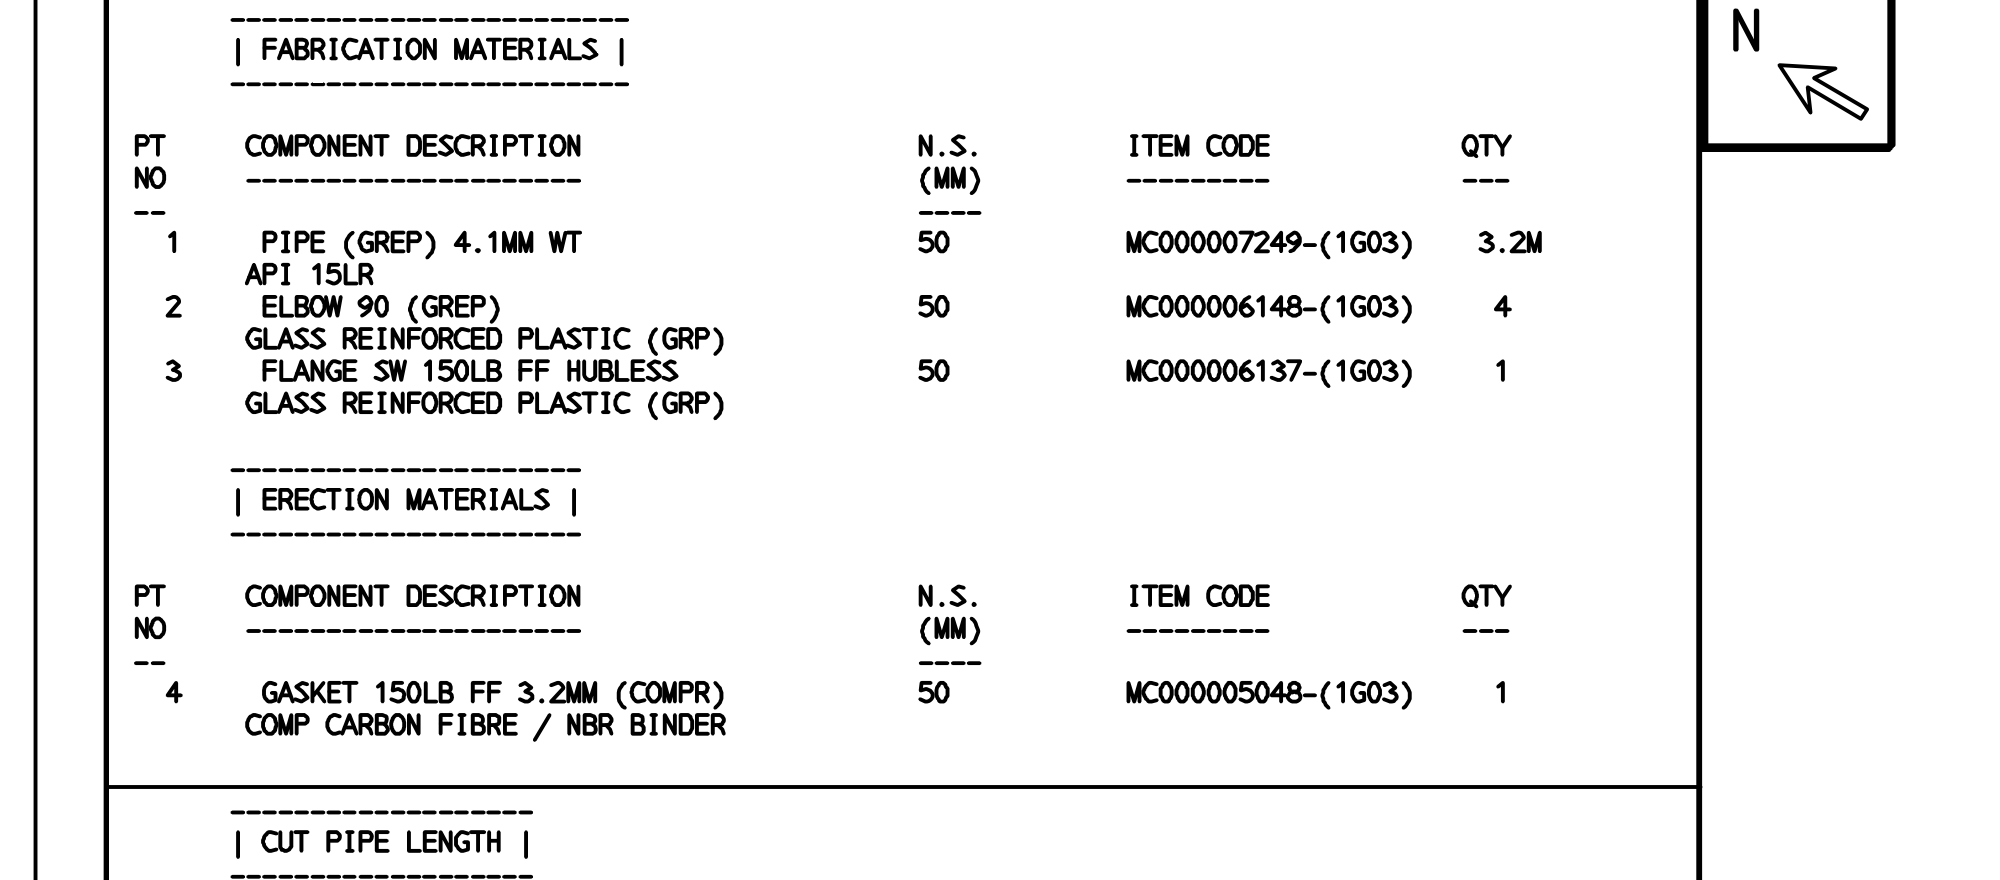 ------------------------- N
| FABRICATION MATERIALS |
-------------------------
PT COMPONENT DESCRIPTION N.S. ITEM CODE QTY
NO --------------------- (MM) --------- ---
-- ----
1 PIPE (GREP) 4.1MM WT 50 MC000007249-(1G03) 3.2M
API 15LR
2 ELBOW 90 (GREP) 50 MC000006148-(1G03) 4
GLASS REINFORCED PLASTIC (GRP)
3 FLANGE SW 150LB FF HUBLESS 50 MC000006137-(1G03) 1
GLASS REINFORCED PLASTIC (GRP)
----------------------
| ERECTION MATERIALS |
----------------------
PT COMPONENT DESCRIPTION N.S. ITEM CODE QTY
NO --------------------- (MM) --------- ---
-- ----
4 GASKET 150LB FF 3.2MM (COMPR) 50 MC000005048-(1G03) 1
COMP CARBON FIBRE / NBR BINDER
-------------------
| CUT PIPE LENGTH |
-------------------